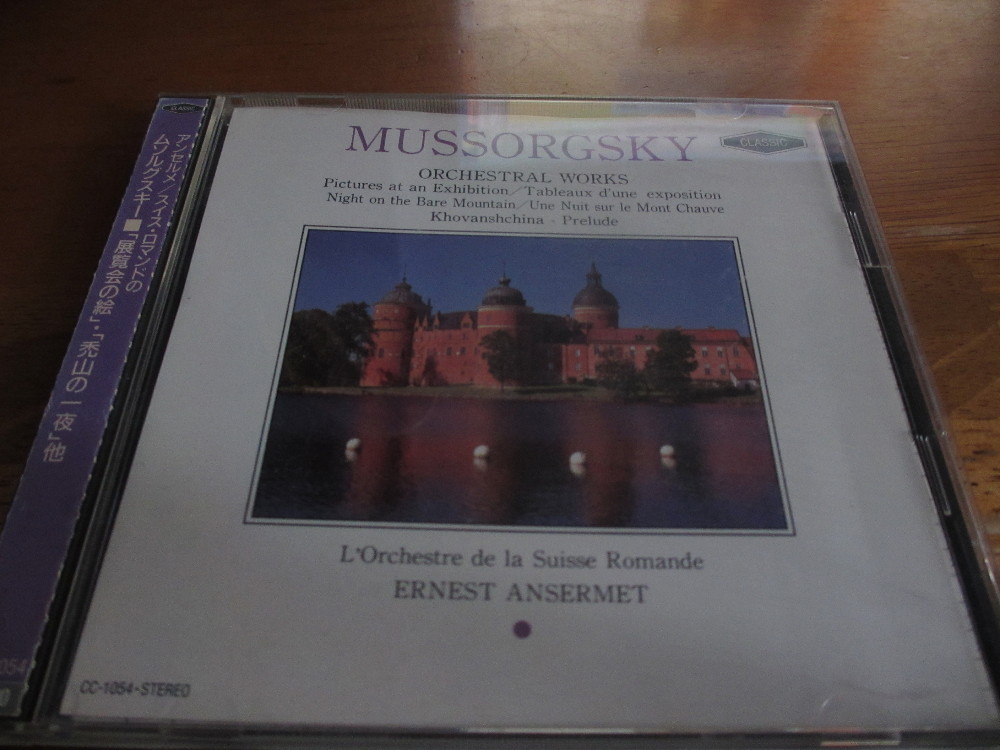 CLASSIC
アンセルメ/スイス・ロマンドの
ムソルグスキー■「展覧会の絵」・「禿山の一夜」他
054
MUSSORGSKY
CLASSIC
ORCHESTRAL WORKS
Pictures at an Exhibition/Tableaux d'une exposition
Night on the Bare Mountain/Une Nuit sur le Mont Chauve
Khovanshchina - Prelude
L'Orchestre de la Suisse Romande
ERNEST ANSERMET
CC-1054-STEREO